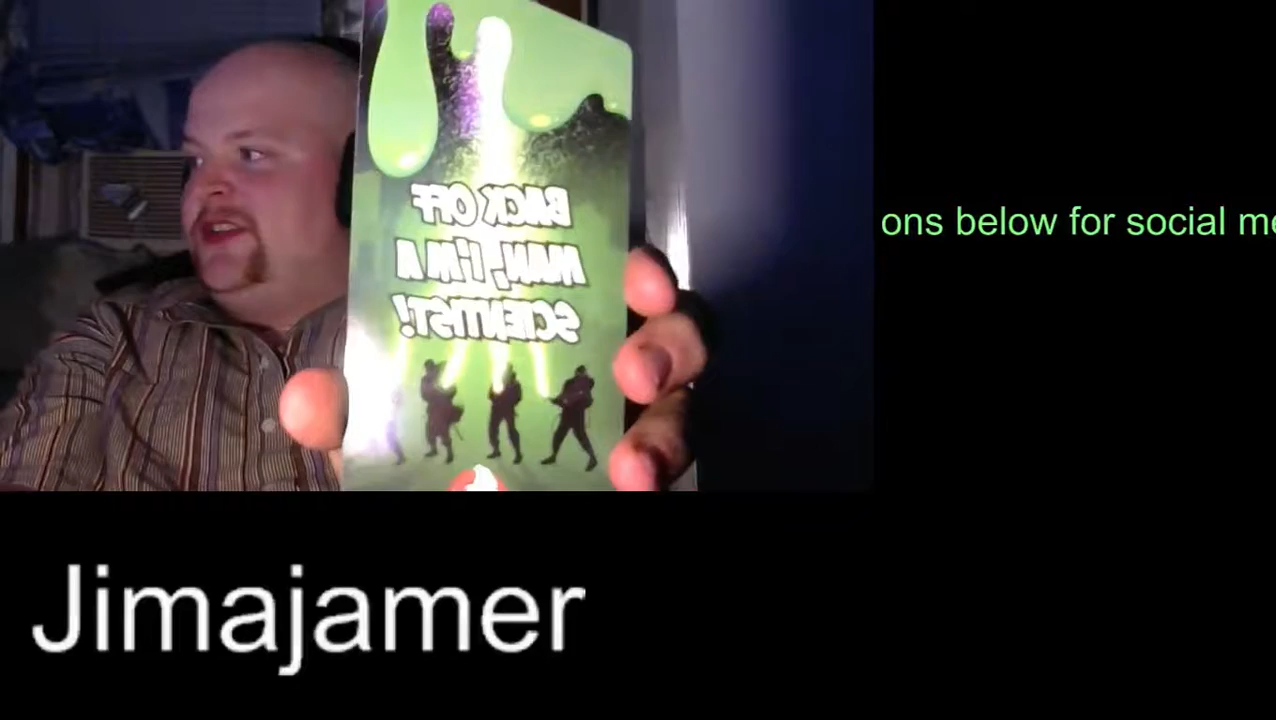 BACK OFF
MAN, I'M A
SCIENTIST!
ons below for social me
Jimajamer